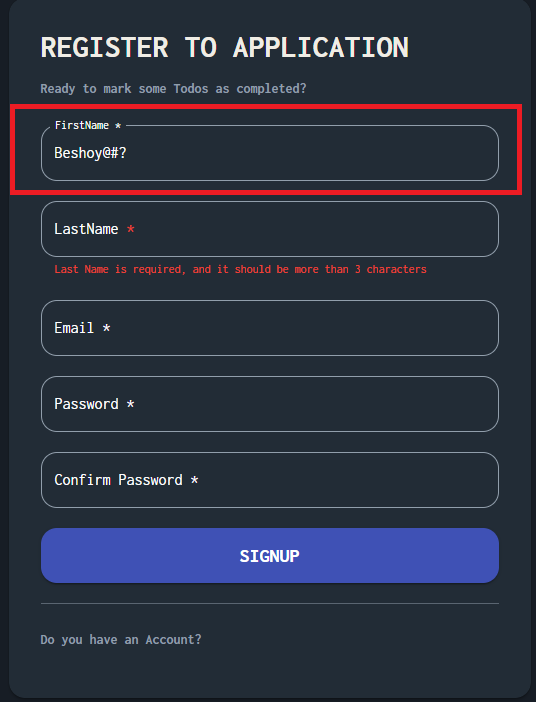 REGISTER TO APPLICATION
Ready to mark some Todos as completed?
FirstName *
Beshoy@#?
LastName *
Last Name is required, and it should be more than 3 characters
Email *
Password *
Confirm Password *
SIGNUP
Do you have an Account?